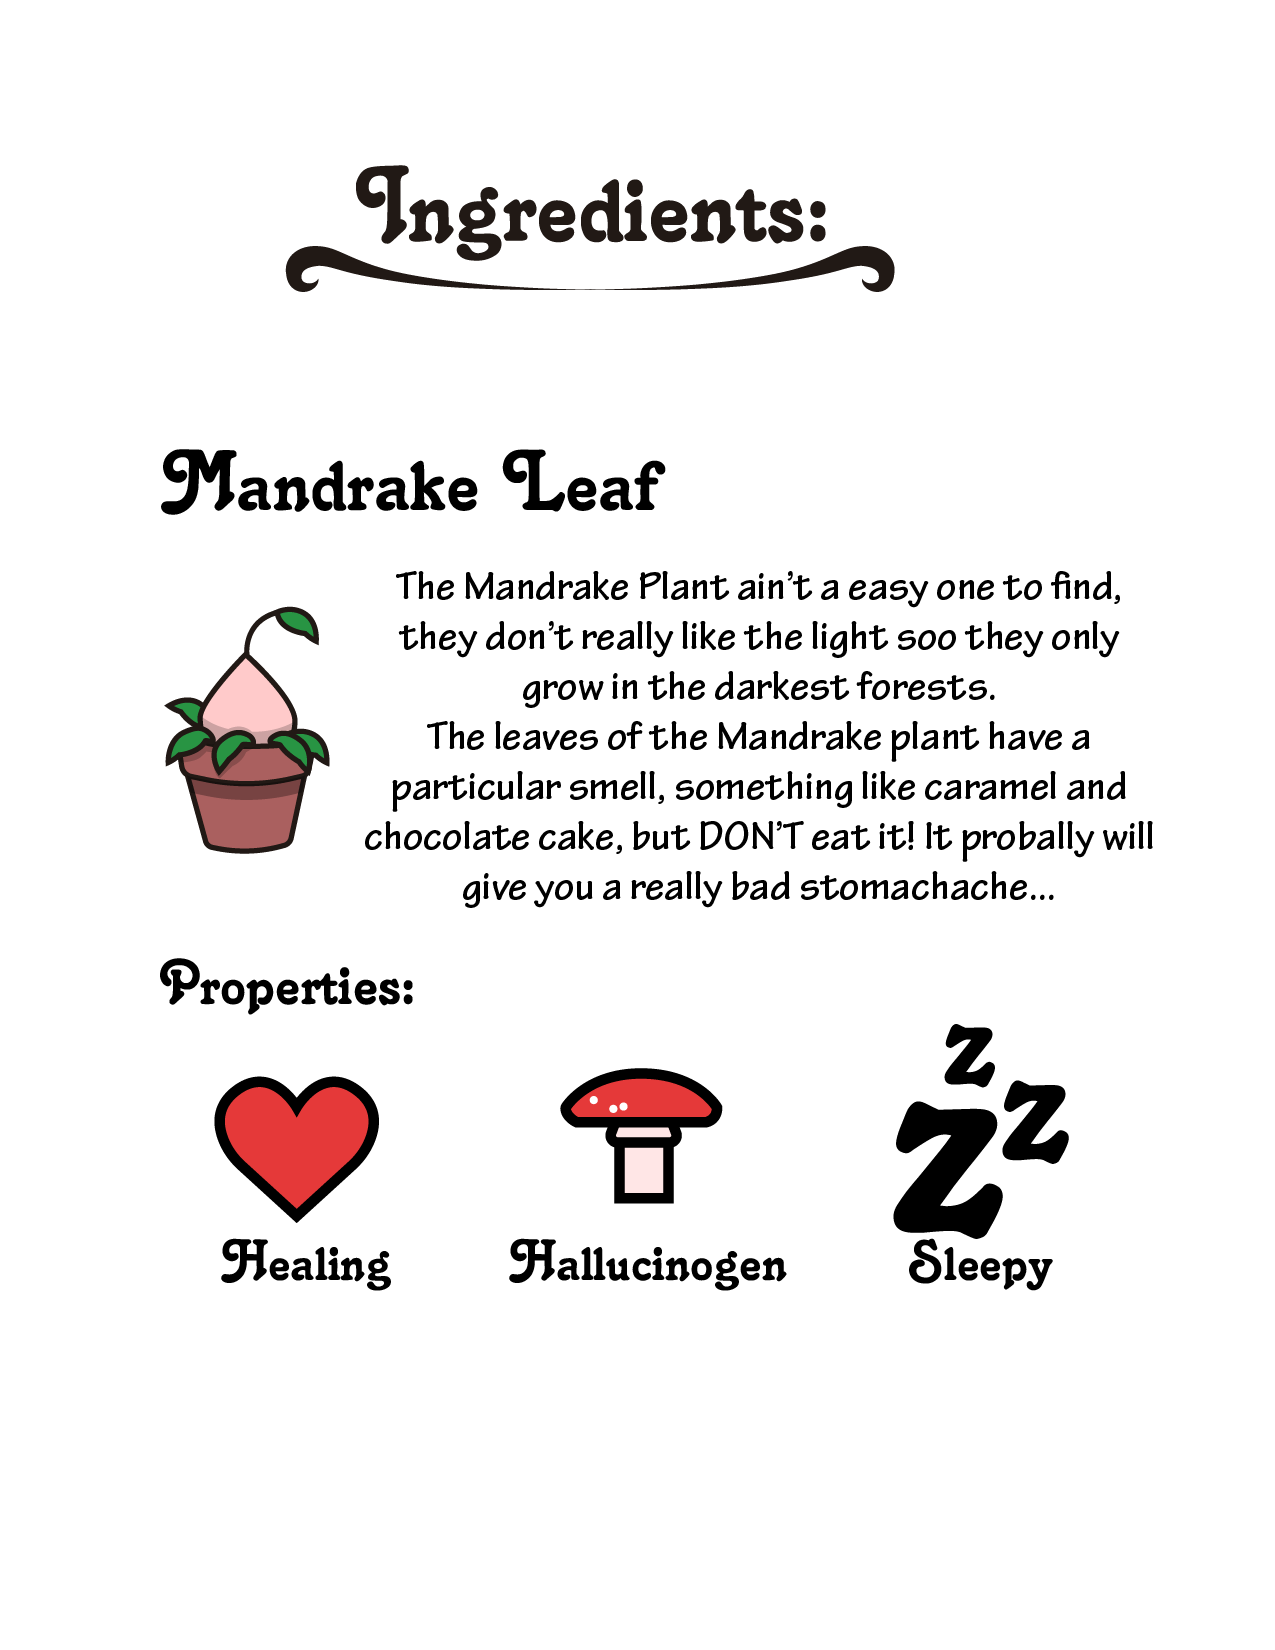 Ingredients:
Mandrake Leaf
The Mandrake Plant ain’t a easy one to find,
they don’t really like the light soo they only
grow in the darkest forests.
The leaves of the Mandrake plant have a
particular smell, something like caramel and
chocolate cake, but DON’T eat it! It probally will
give you a really bad stomachache...
Properties:
z
Z z
Healing Hallucinogen Sleepy